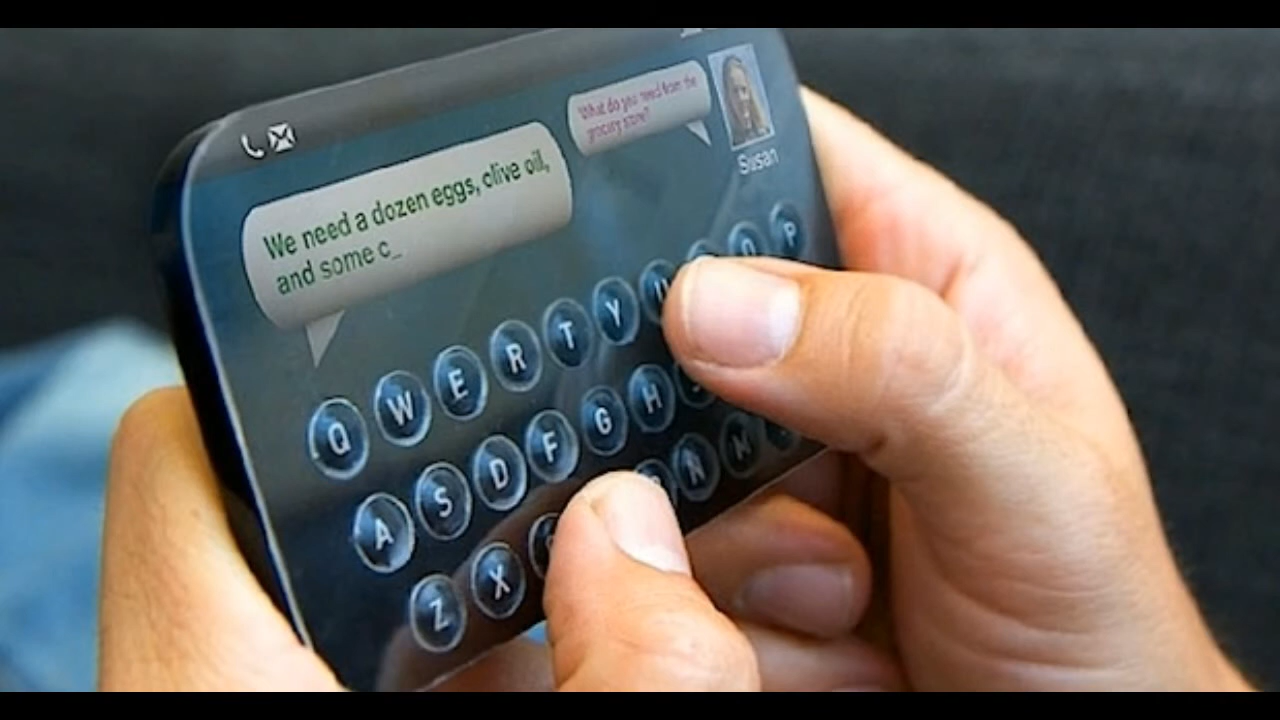 What do you need from the
grocery store?
Susan
We need a dozen eggs, olive oil,
and some c_
Q W E R T Y U O P
A S D F G H
Z X N M